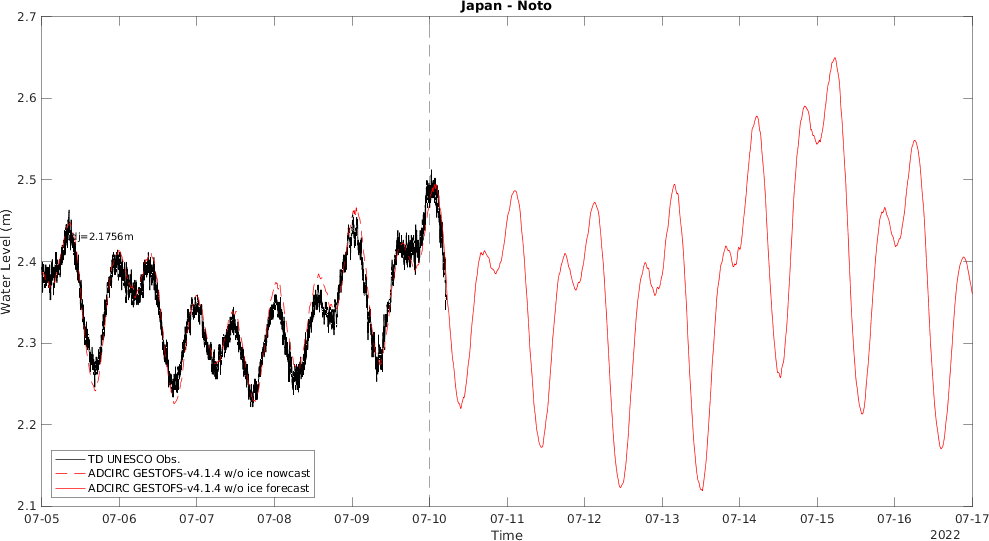 Japan - Noto
2.7
2.6
2.5
2.4
2.3
2.2
2.1
Water Level (m)
dj=2.1756m
TD UNESCO Obs.
ADCIRC GESTOFS-v4.1.4 w/o ice nowcast
ADCIRC GESTOFS-v4.1.4 w/o ice forecast
07-05 07-06 07-07 07-08 07-09 07-10 07-11 07-12 07-13 07-14 07-15 07-16 07-17
Time
2022